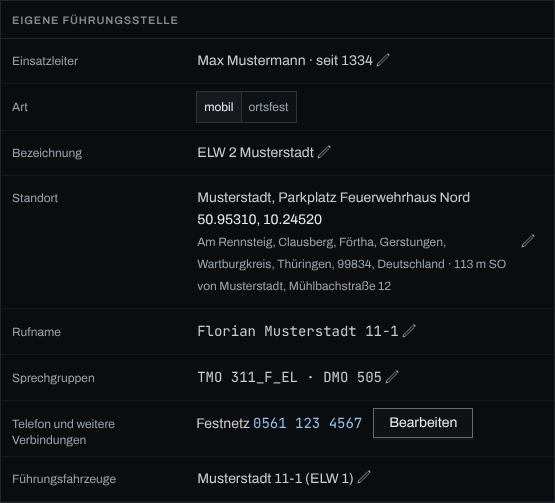 EIGENE FÜHRUNGSSTELLE
Einsatzleiter
Max Mustermann · seit 1334
Art
mobil ortsfest
Bezeichnung
ELW 2 Musterstadt
Standort
Musterstadt, Parkplatz Feuerwehrhaus Nord
50.95310, 10.24520
Am Rennsteig, Clausberg, Förtha, Gerstungen,
Wartburgkreis, Thüringen, 99834, Deutschland · 113 m SO
von Musterstadt, Mühlbachstraße 12
Rufname
Florian Musterstadt 11-1
Sprechgruppen
TMO 311_F_EL · DMO 505
Telefon und weitere
Verbindungen
Festnetz 0561 123 4567 Bearbeiten
Führungsfahrzeuge
Musterstadt 11-1 (ELW 1)